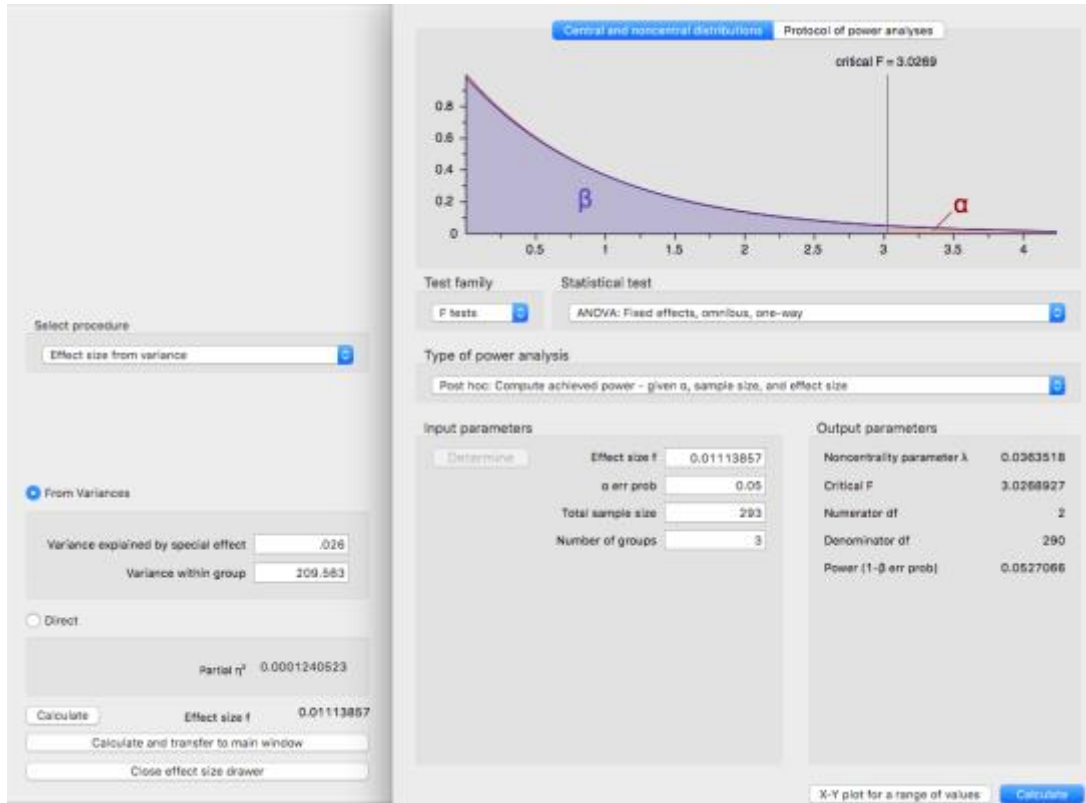 Central and noncentral distributions Protocol of power analyses
critical F = 3.0269
0.8
0.6
0.4
0.2
0
β
α
0.5 1 1.5 2 2.5 3 3.5 4
Test family Statistical test
F tests ANOVA: Fixed effects, omnibus, one-way
Type of power analysis
Post hoc: Compute achieved power - given α, sample size, and effect size
Input parameters
Determine
Effect size f 0.01113857
α err prob 0.05
Total sample size 293
Number of groups 3
Output parameters
Noncentrality parameter λ 0.0363518
Critical F 3.0268927
Numerator df 2
Denominator df 290
Power (1-β err prob) 0.0527066
X-Y plot for a range of values Calculate
Select procedure
Effect size from variance
From Variances
Variance explained by special effect .026
Variance within group 209.563
Direct
Partial η² 0.0001240523
Calculate Effect size f 0.01113857
Calculate and transfer to main window
Close effect size drawer